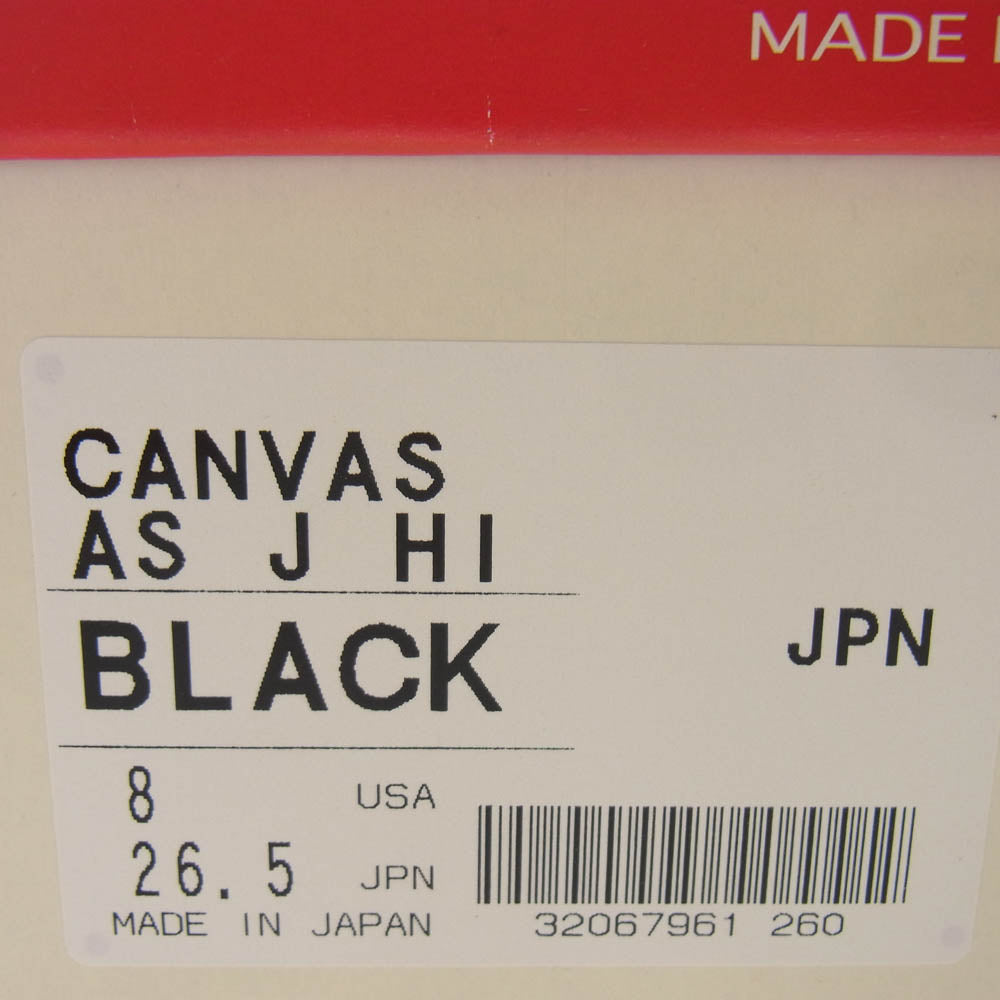 MADE
CANVAS
AS J HI
BLACK
JPN
8 USA
26.5 JPN
MADE IN JAPAN
32067961 260